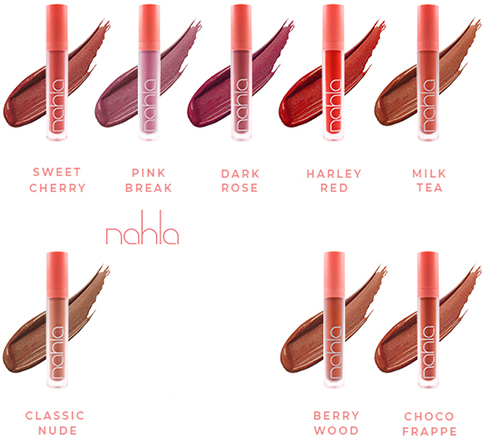 nahla
nahla
nahla
nahla
nahla
SWEET
CHERRY
PINK
BREAK
DARK
ROSE
HARLEY
RED
MILK
TEA
nahla
nahla
nahla
nahla
CLASSIC
NUDE
BERRY
WOOD
CHOCO
FRAPPE